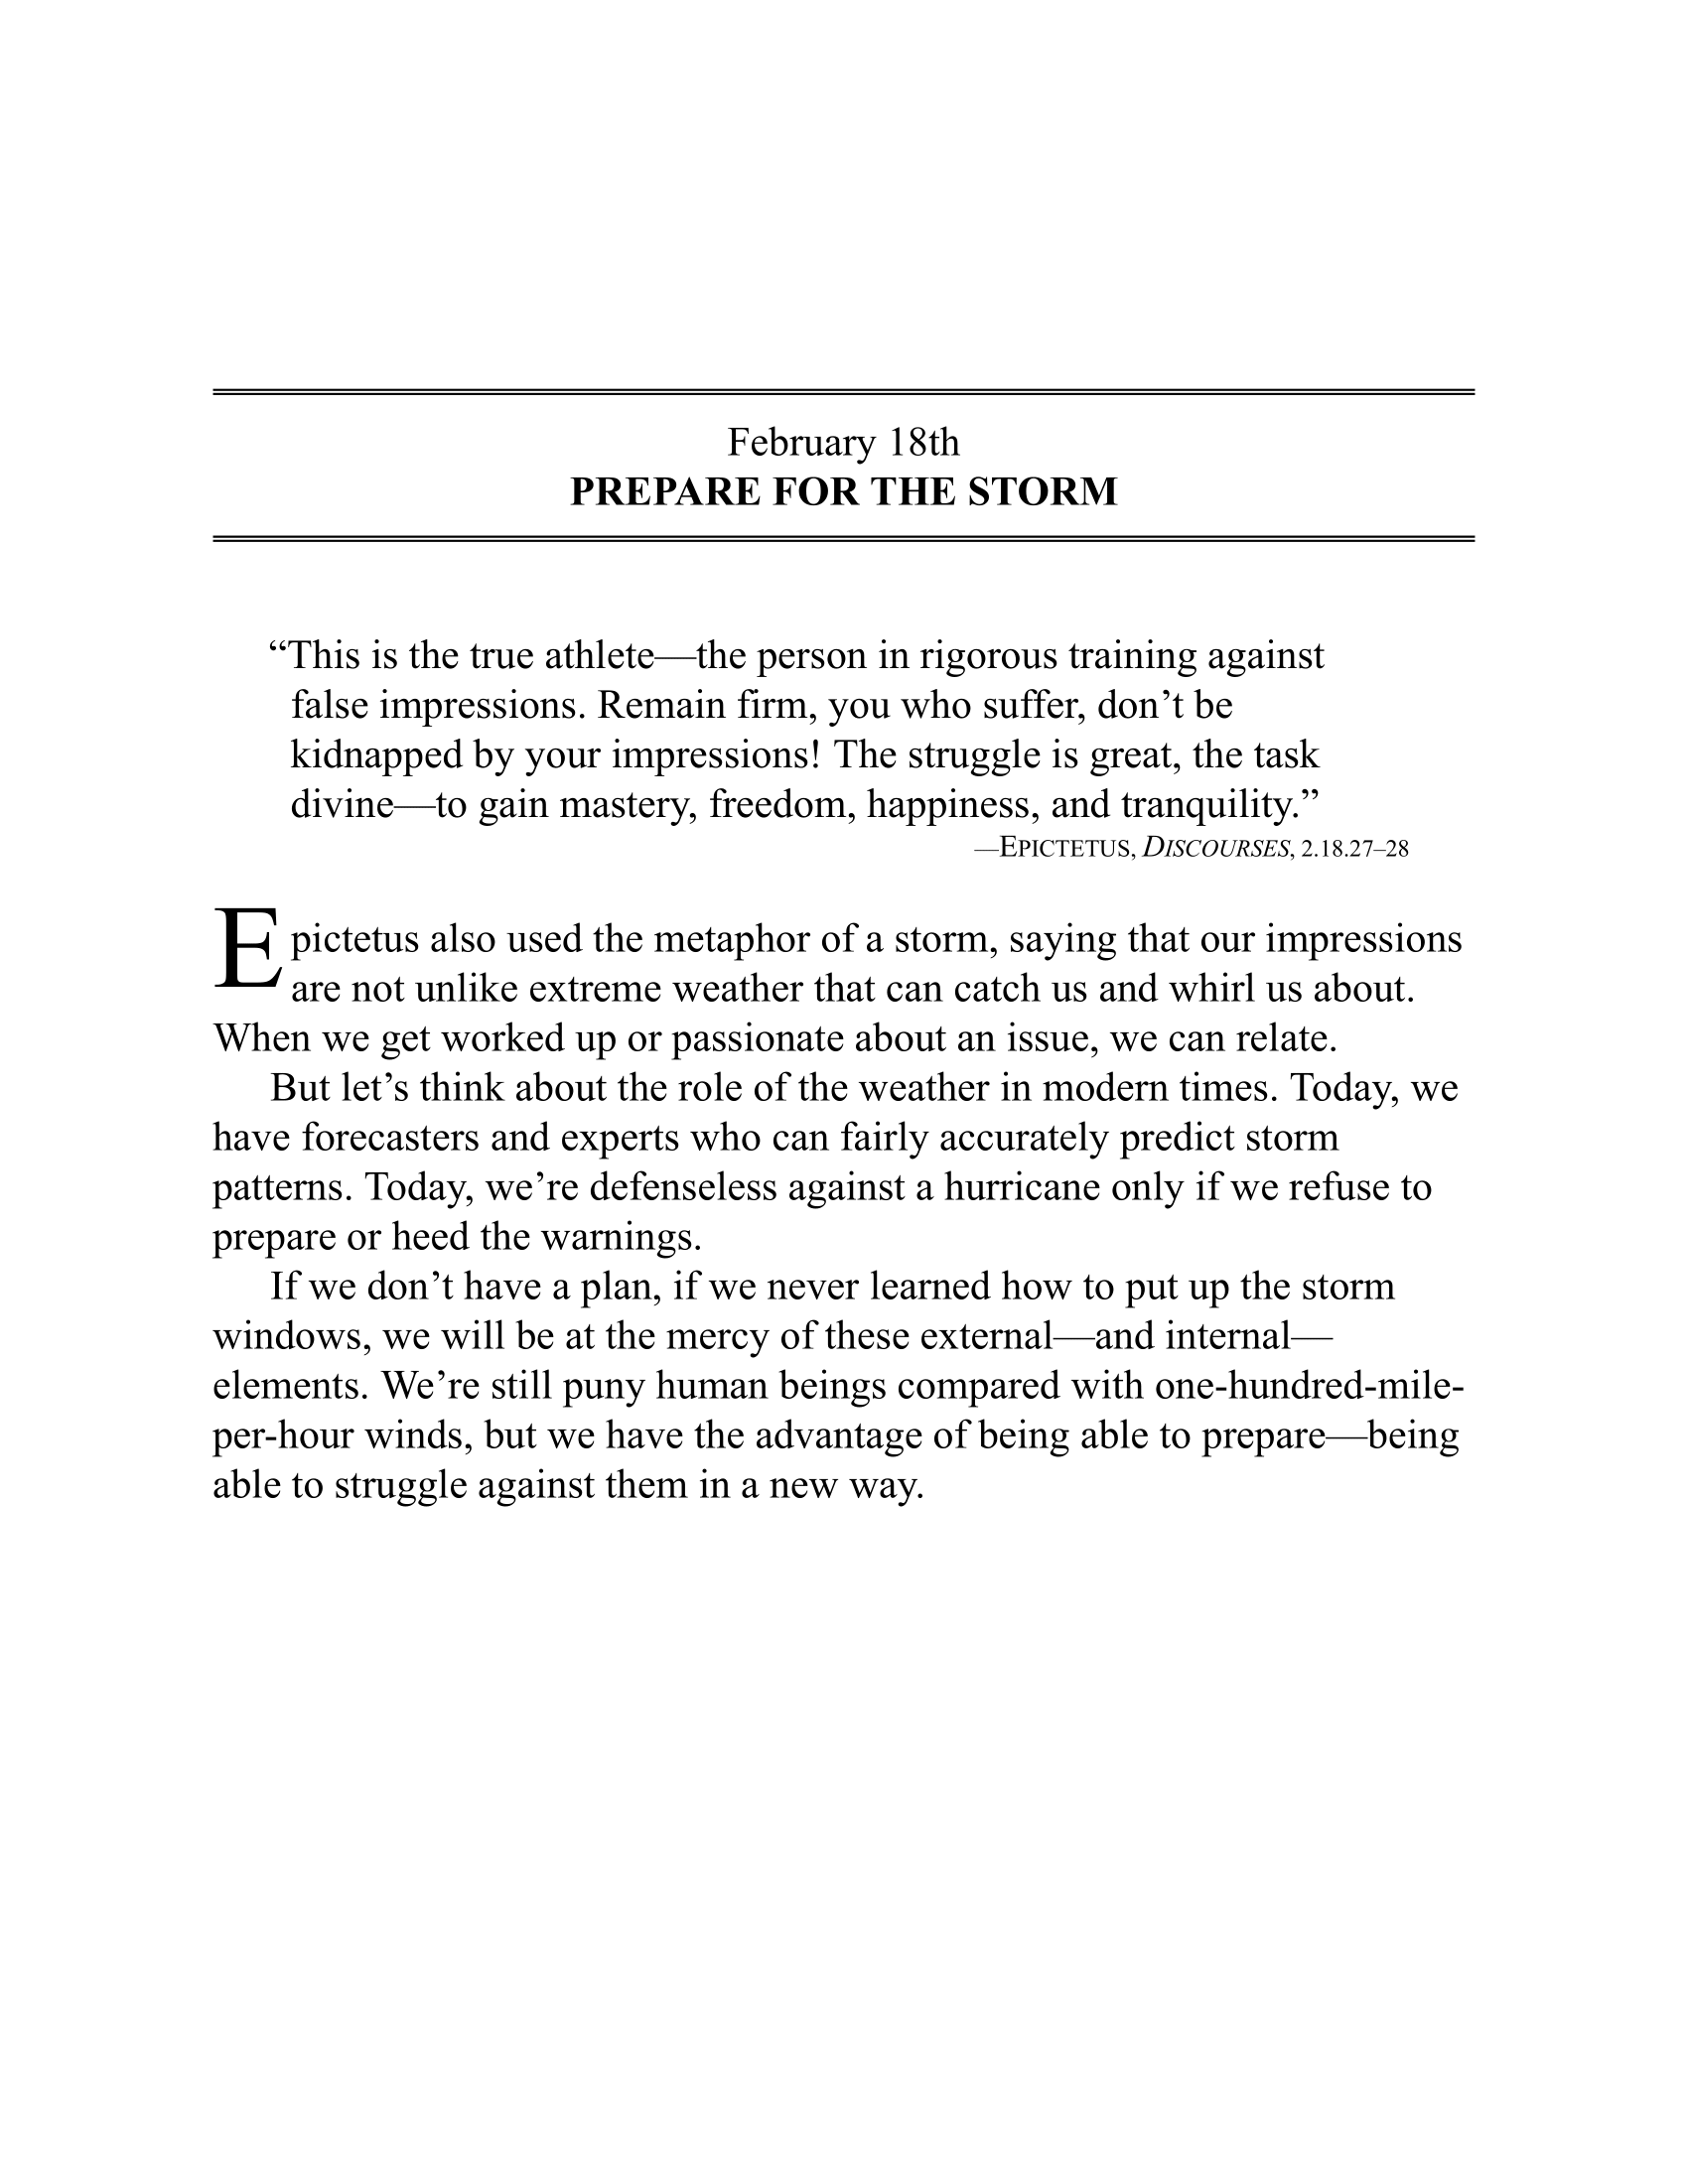 February 18th
PREPARE FOR THE STORM
“This is the true athlete—the person in rigorous training against
false impressions. Remain firm, you who suffer, don’t be
kidnapped by your impressions! The struggle is great, the task
divine—to gain mastery, freedom, happiness, and tranquility.”
—EPICTETUS, DISCOURSES, 2.18.27–28
Epictetus also used the metaphor of a storm, saying that our impressions
are not unlike extreme weather that can catch us and whirl us about.
When we get worked up or passionate about an issue, we can relate.
But let’s think about the role of the weather in modern times. Today, we
have forecasters and experts who can fairly accurately predict storm
patterns. Today, we’re defenseless against a hurricane only if we refuse to
prepare or heed the warnings.
If we don’t have a plan, if we never learned how to put up the storm
windows, we will be at the mercy of these external—and internal—
elements. We’re still puny human beings compared with one-hundred-mile-
per-hour winds, but we have the advantage of being able to prepare—being
able to struggle against them in a new way.